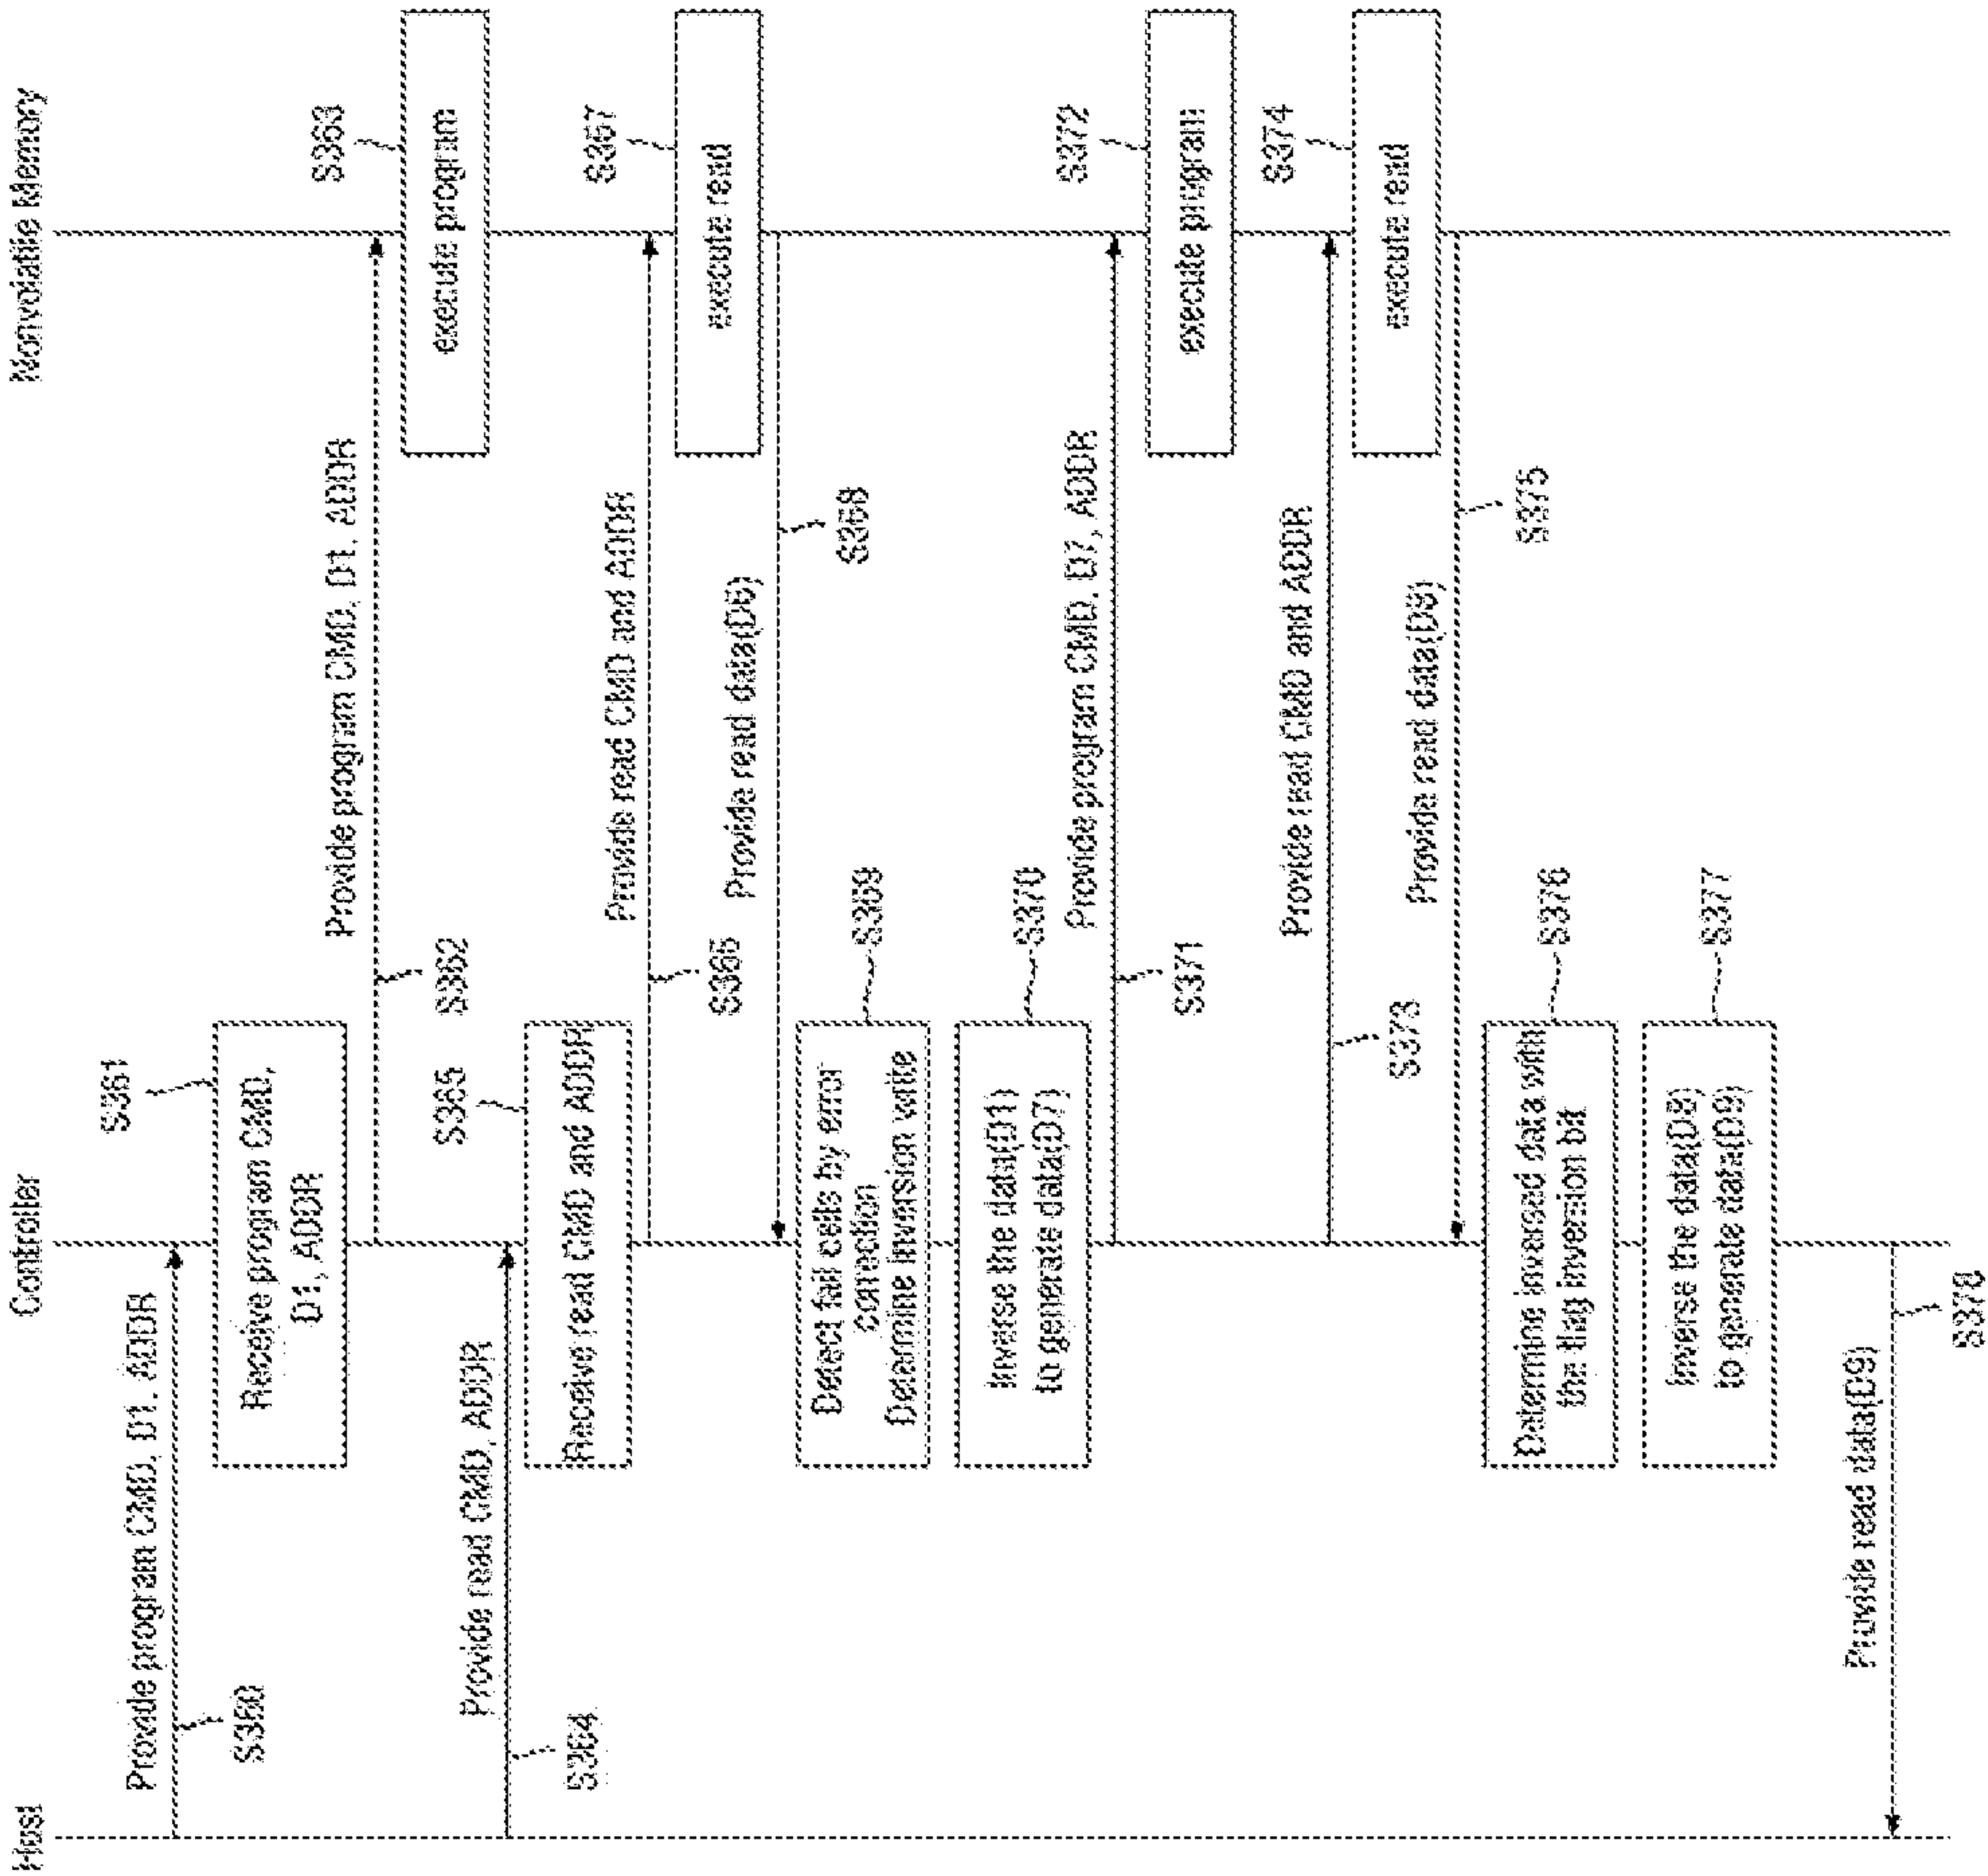 Host
Controller
Nonvolatile Memory
Provide program CMD, D1, ADDR
S360
S361
Receive program CMD,
D1, ADDR
Provide program CMD, D1, ADDR
S362
S363
execute program
Provide read CMD, ADDR
S364
S365
Receive read CMD and ADDR
Provide read CMD and ADDR
S366
S367
execute read
Provide read data(D6)
S368
Detect fail cells by error
correction
Determine inversion write
S369
Inverse the data(D1)
to generate data(D7)
S370
Provide program CMD, D7, ADDR
S371
S372
execute program
Provide read CMD and ADDR
S373
S374
execute read
Provide read data(D8)
S375
Determine inversed data with
the flag inversion bit
S376
Inverse the data(D8)
to generate data(D9)
S377
Provide read data(D9)
S378